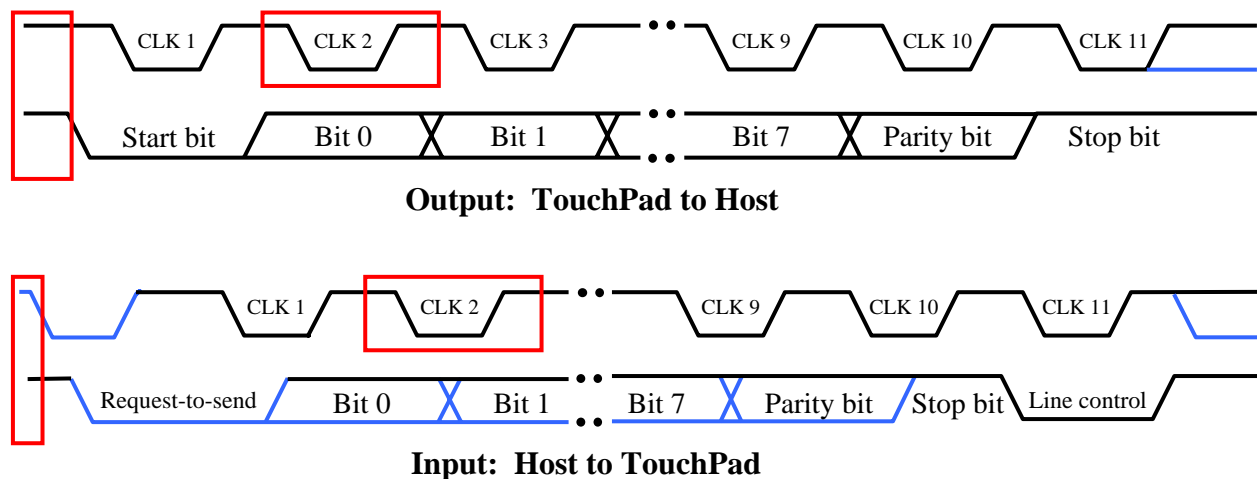 CLK 1 CLK 2 CLK 3 CLK 9 CLK 10 CLK 11
Start bit Bit 0 Bit 1 Bit 7 Parity bit Stop bit
Output: TouchPad to Host
CLK 1 CLK 2 CLK 9 CLK 10 CLK 11
Request-to-send Bit 0 Bit 1 Bit 7 Parity bit Stop bit Line control
Input: Host to TouchPad